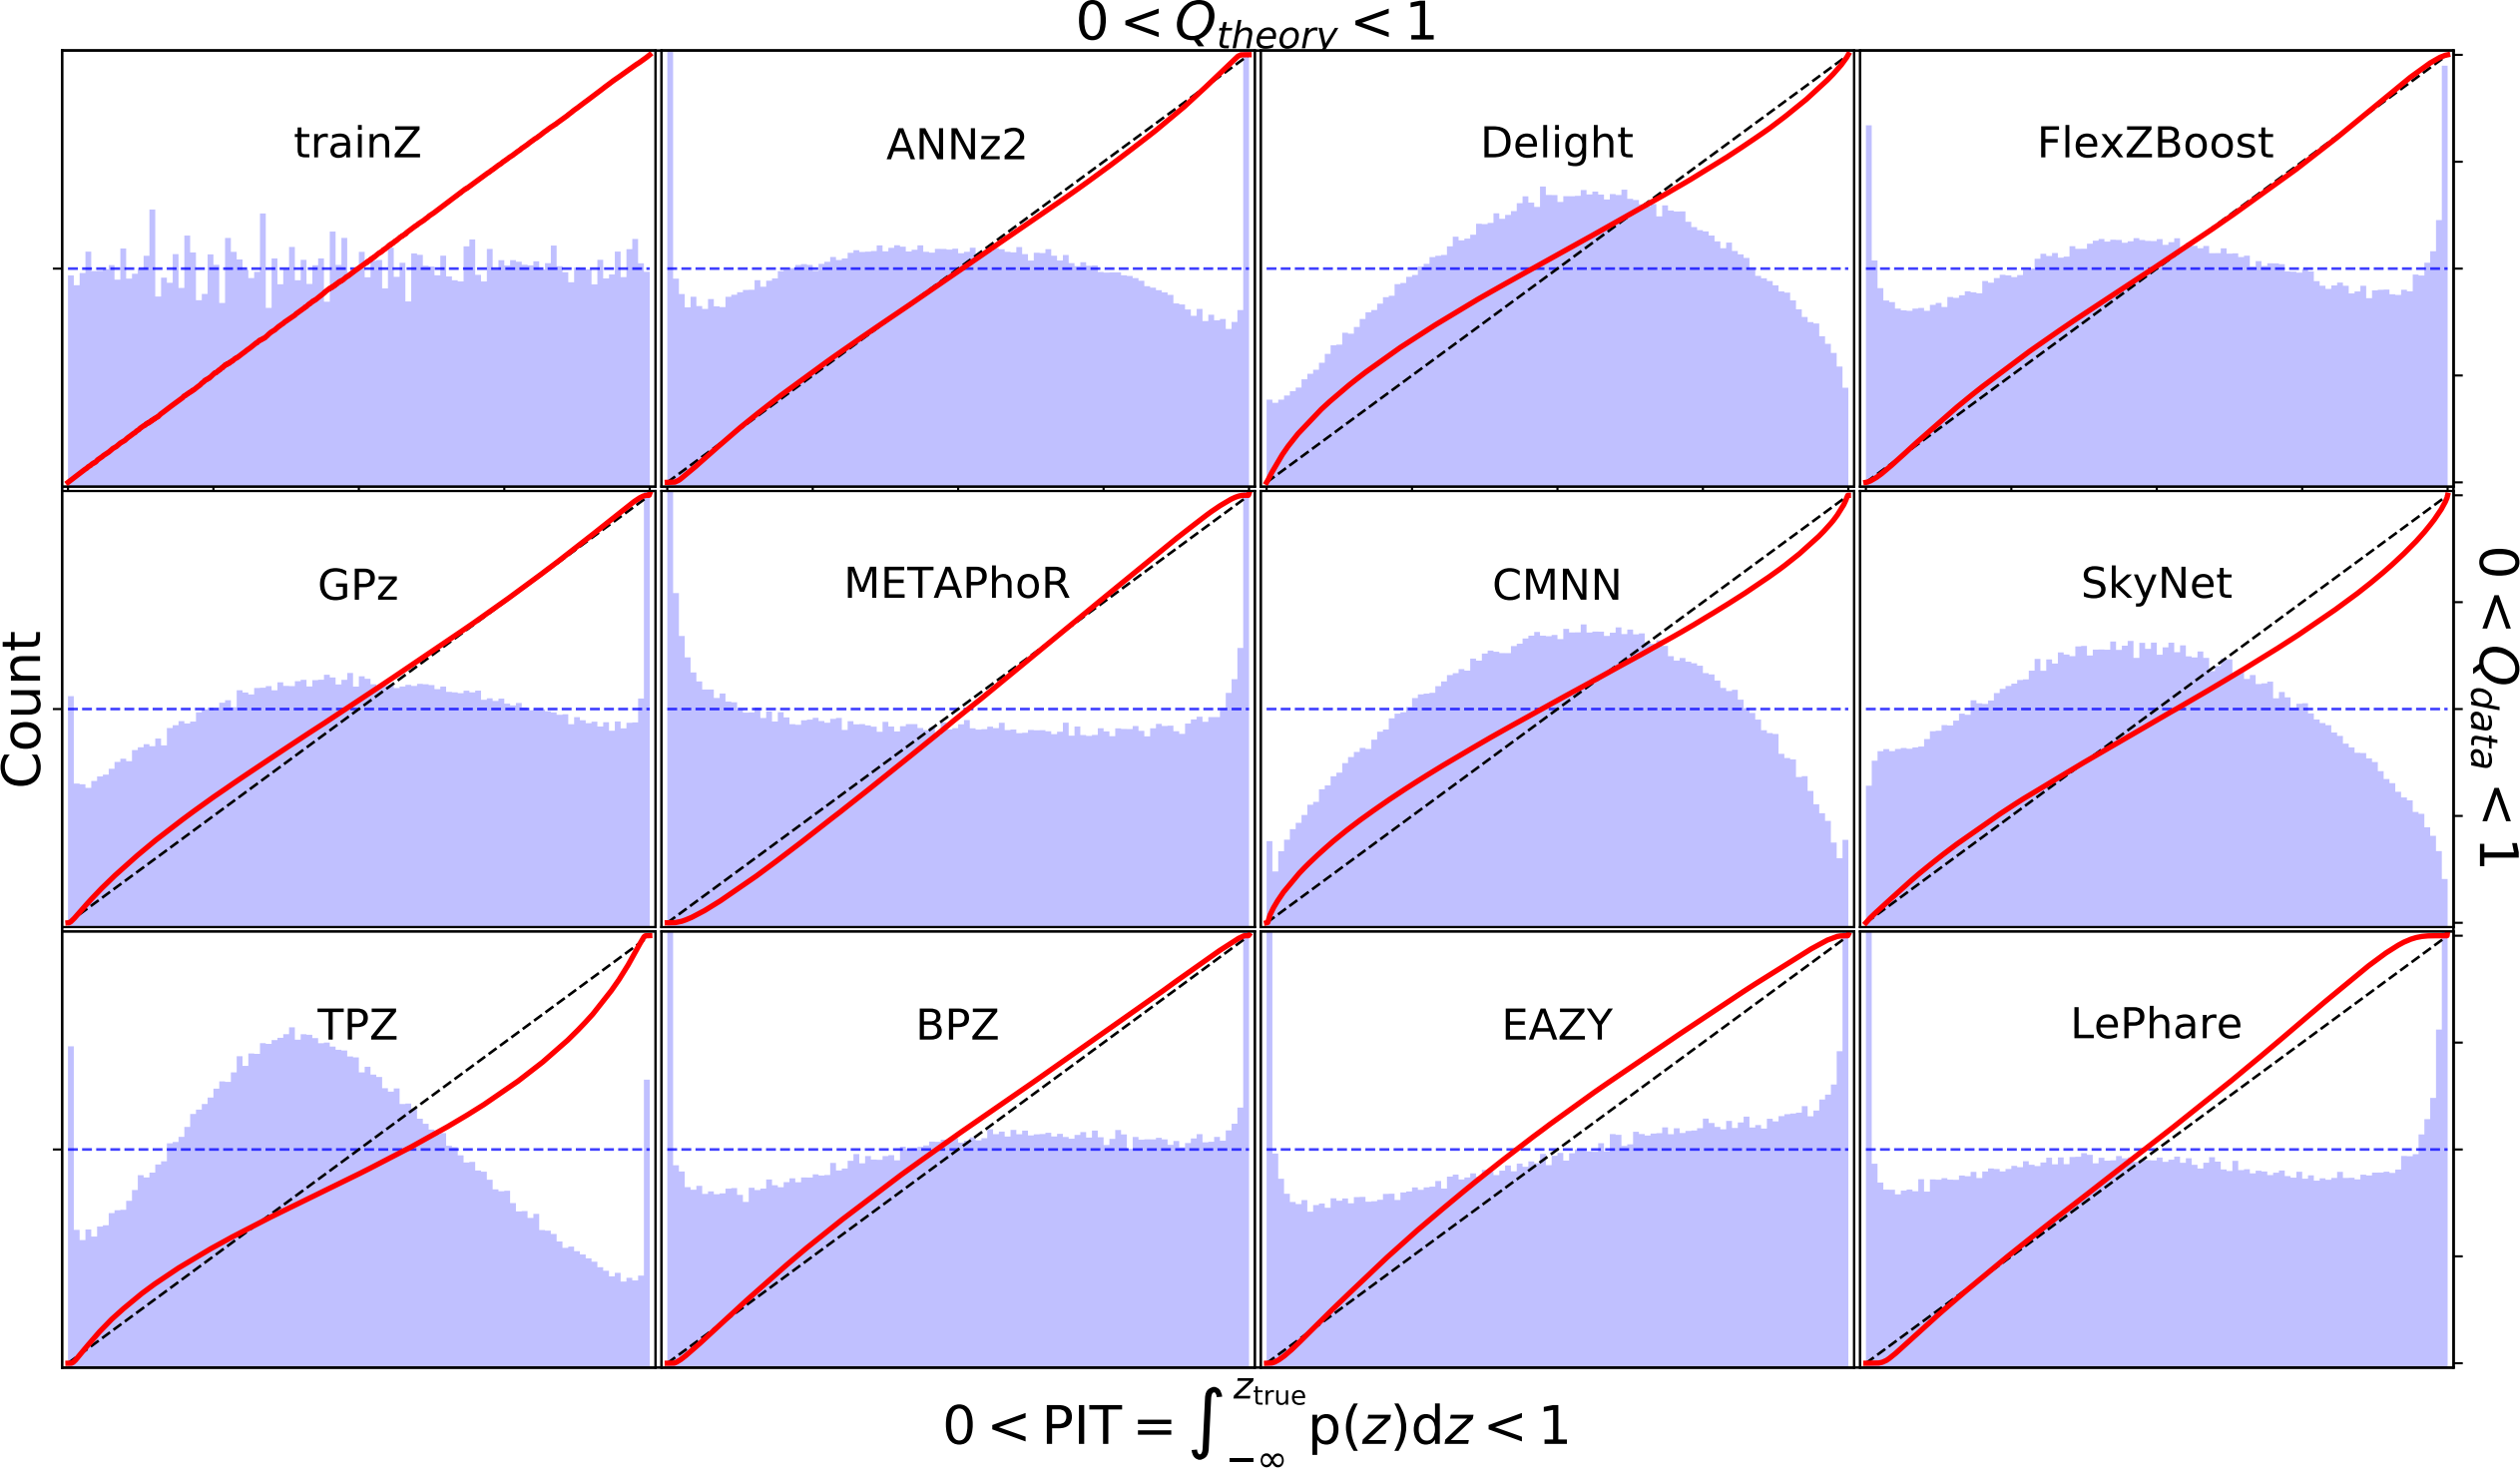 0 < Q_theory < 1
trainZ
ANNz2
Delight
FlexZBoost
GPz
METAPhoR
CMNN
SkyNet
TPZ
BPZ
EAZY
LePhare
Count
0 < Q_data < 1
0 < PIT = ∫_{−∞}^{z_true} p(z)dz < 1